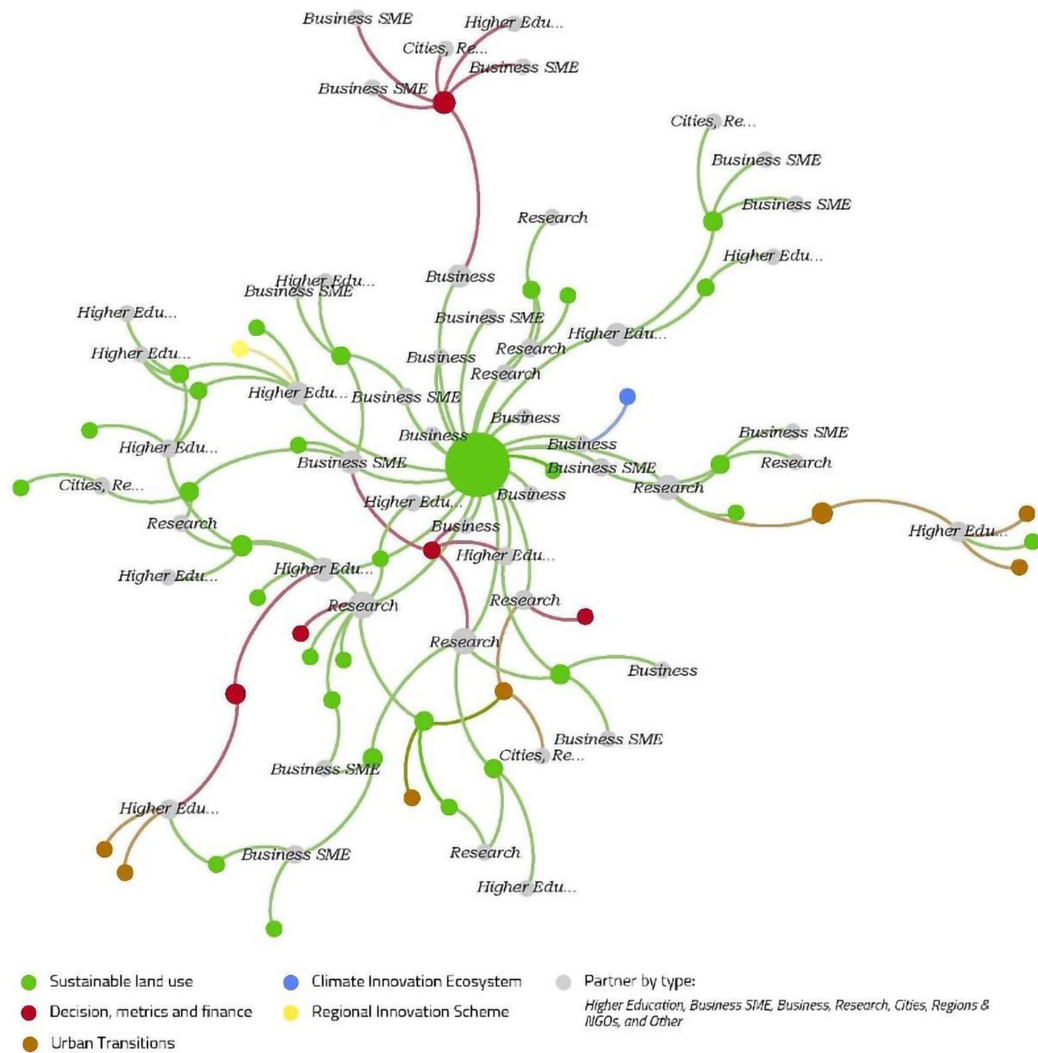 Business SME
Higher Edu...
Cities, Re...
Business SME
Business SME
Cities, Re...
Business SME
Business SME
Research
Higher Edu...
Business
Higher Edu...
Business SME
Higher Edu...
Business SME
Higher Edu...
Research
Higher Edu...
Business
Research
Higher Edu...
Business SME
Business
Business
Business SME
Business
Higher Edu...
Business SME
Research
Business SME
Cities, Re...
Research
Business
Higher Edu...
Research
Business
Higher Edu...
Higher Edu...
Higher Edu...
Higher Edu...
Research
Research
Research
Business
Business SME
Cities, Re...
Business SME
Higher Edu...
Business SME
Research
Higher Edu...
Sustainable land use
Climate Innovation Ecosystem
Partner by type:
Decision, metrics and finance
Regional Innovation Scheme
Higher Education, Business SME, Business, Research, Cities, Regions &
NGOs, and Other
Urban Transitions